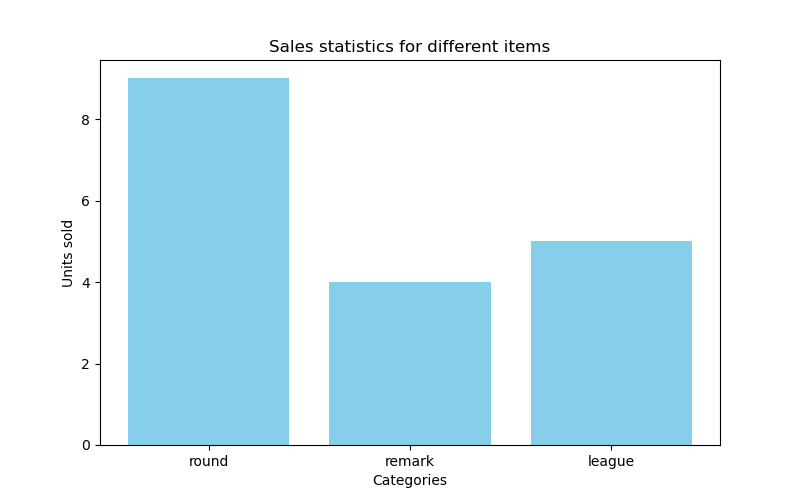 Sales statistics for different items
Units sold
8
6
4
2
0
round remark league
Categories